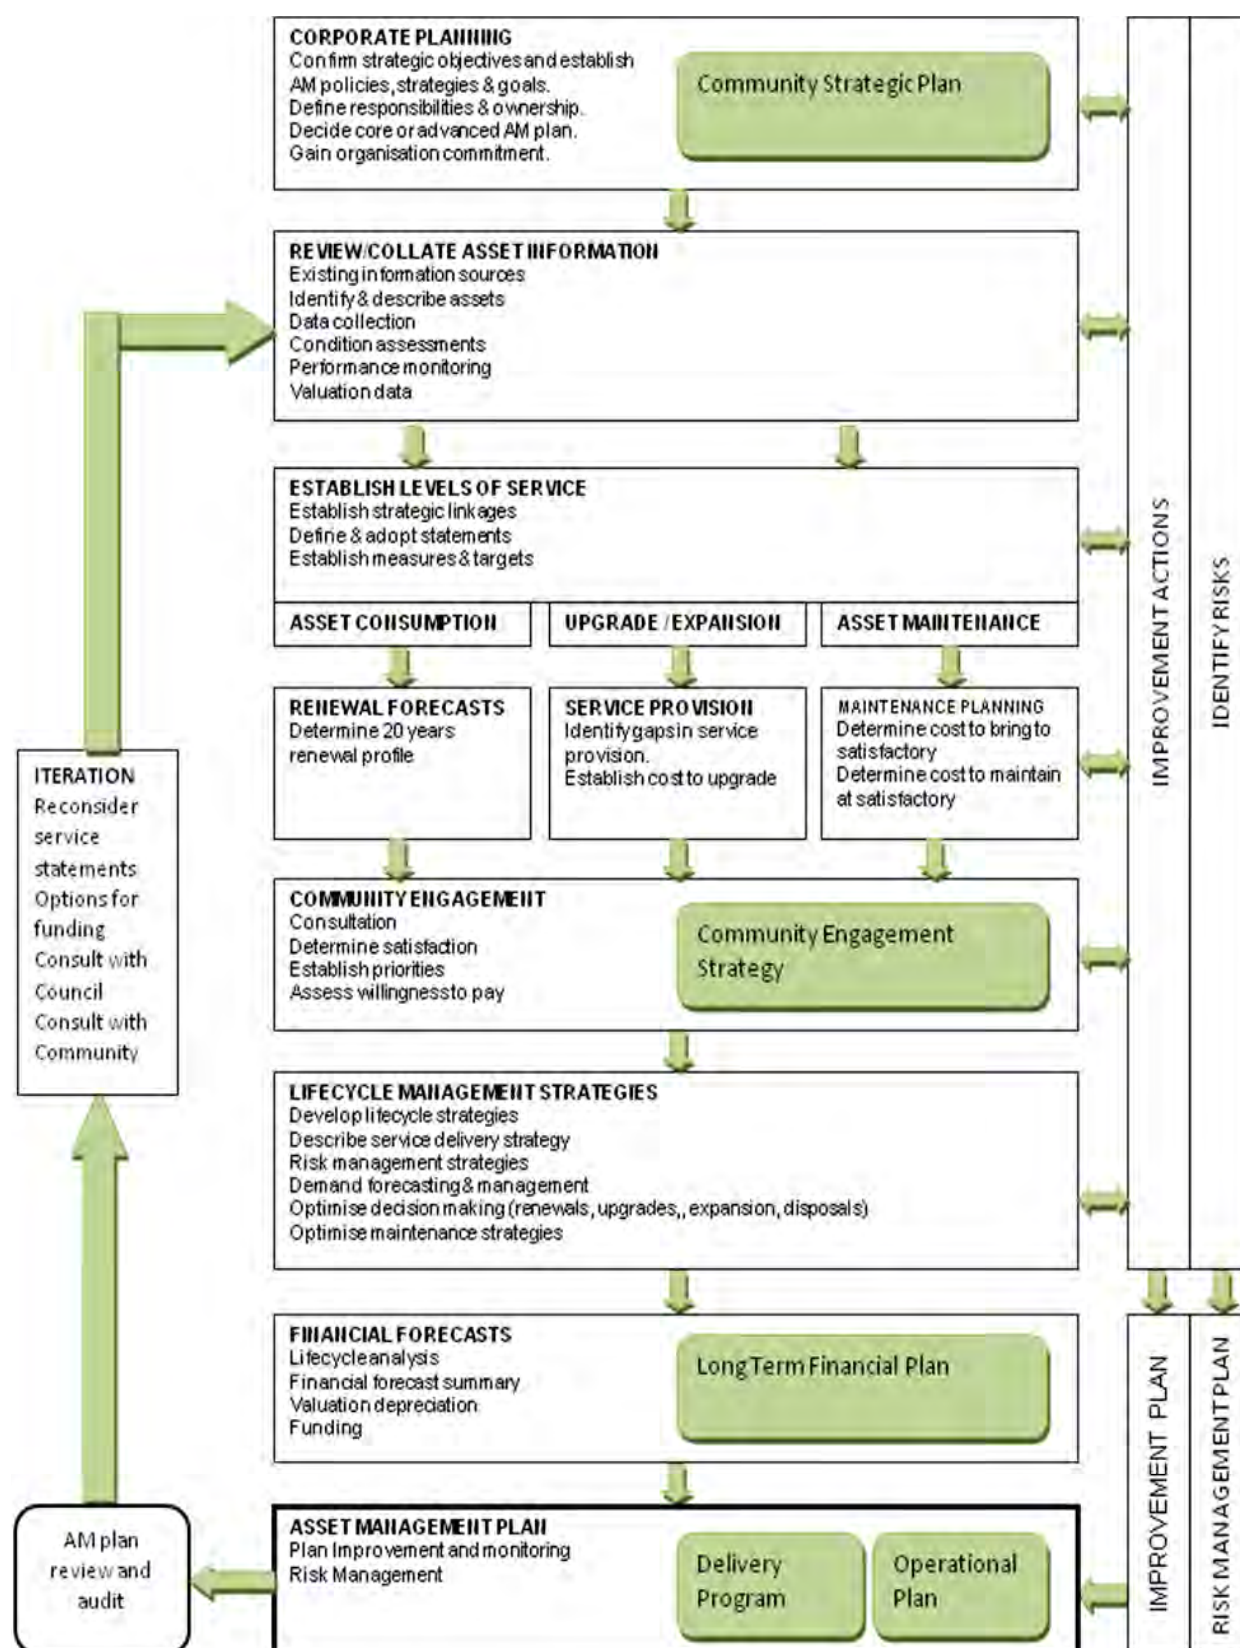 CORPORATE PLANNING
Confirm strategic objectives and establish
AM policies, strategies & goals.
Define responsibilities & ownership.
Decide core or advanced AM plan.
Gain organisation commitment.
Community Strategic Plan
REVIEW/COLLATE ASSET INFORMATION
Existing information sources
Identify & describe assets
Data collection
Condition assessments
Performance monitoring
Valuation data
ESTABLISH LEVELS OF SERVICE
Establish strategic linkages
Define & adopt statements
Establish measures & targets
ASSET CONSUMPTION
UPGRADE / EXPANSION
ASSET MAINTENANCE
RENEWAL FORECASTS
Determine 20 years
renewal profile
SERVICE PROVISION
Identify gaps in service
provision.
Establish cost to upgrade
MAINTENANCE PLANNING
Determine cost to bring to
satisfactory
Determine cost to maintain
at satisfactory
COMMUNITY ENGAGEMENT
Consultation
Determine satisfaction
Establish priorities
Assess willingness to pay
Community Engagement
Strategy
LIFECYCLE MANAGEMENT STRATEGIES
Develop lifecycle strategies
Describe service delivery strategy
Risk management strategies
Demand forecasting & management
Optimise decision making (renewals, upgrades,, expansion, disposals)
Optimise maintenance strategies
FINANCIAL FORECASTS
Lifecycle analysis
Financial forecast summary
Valuation depreciation
Funding
Long Term Financial Plan
ASSET MANAGEMENT PLAN
Plan Improvement and monitoring
Risk Management
Delivery
Program
Operational
Plan
AM plan
review and
audit
ITERATION
Reconsider
service
statements
Options for
funding
Consult with
Council
Consult with
Community
IMPROVEMENT ACTIONS
IDENTIFY RISKS
IMPROVEMENT PLAN
RISK MANAGEMENT PLAN